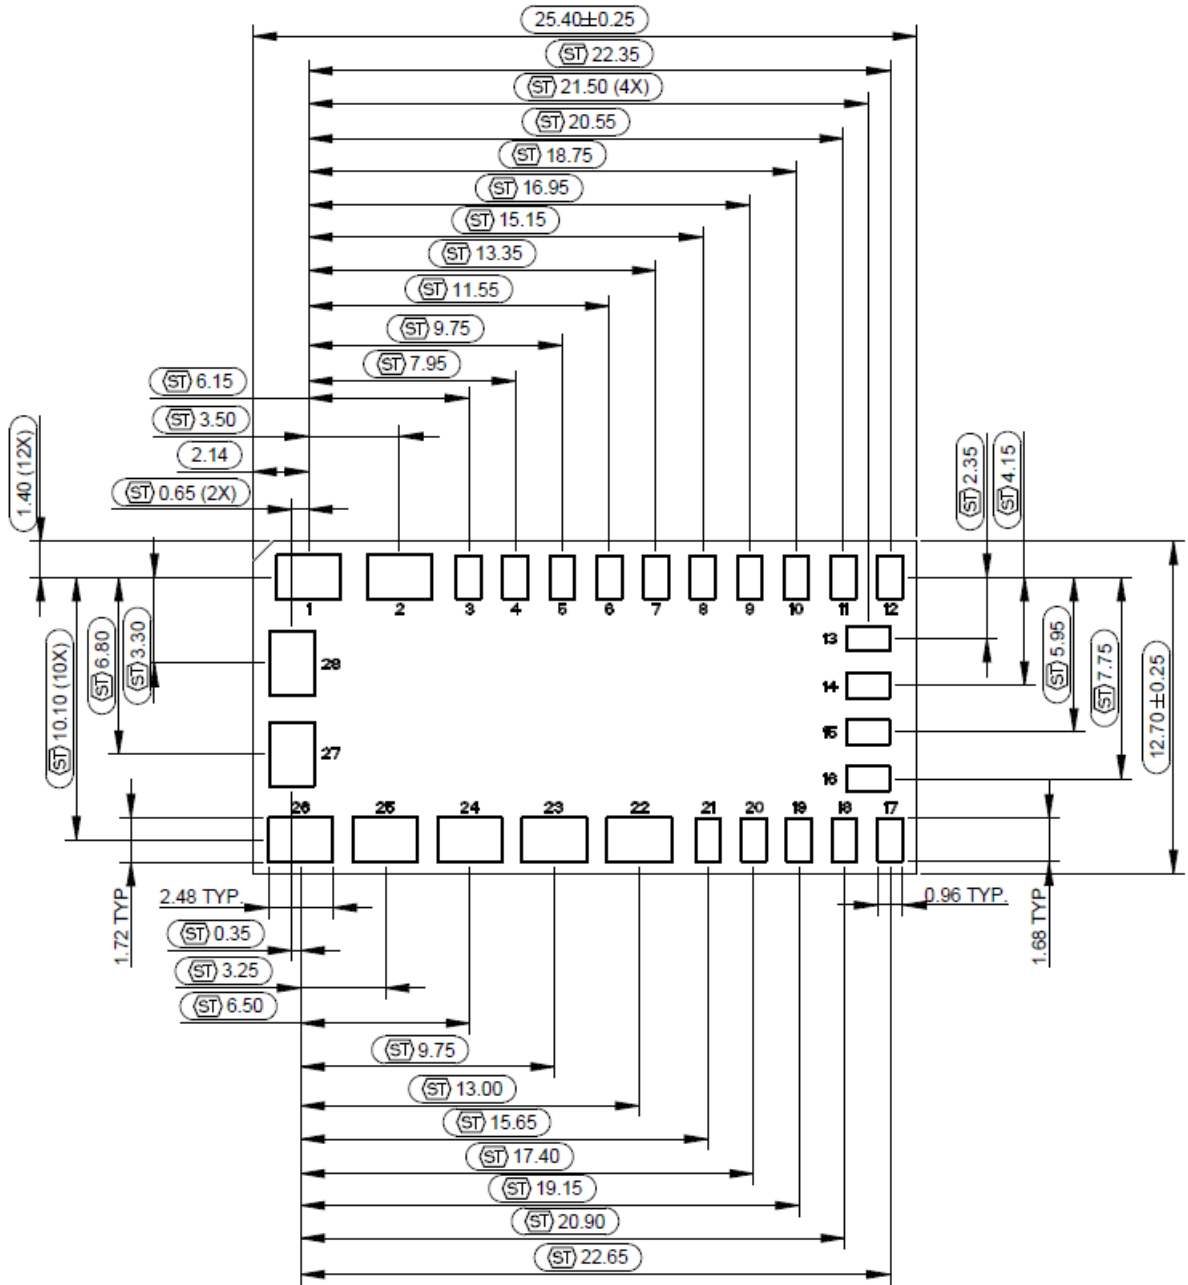 25.40±0.25
ST 22.35
ST 21.50 (4X)
ST 20.55
ST 18.75
ST 16.95
ST 15.15
ST 13.35
ST 11.55
ST 9.75
ST 7.95
ST 6.15
ST 3.50
2.14
ST 0.65 (2X)
1.40 (12X)
ST 2.35
ST 4.15
1 2 3 4 5 6 7 8 9 10 11 12
13
28
14
15
27
16
ST 10.10 (10X)
ST 6.80
ST 3.30
ST 5.95
ST 7.75
12.70±0.25
26 25 24 23 22 21 20 19 18 17
1.72 TYP.
2.48 TYP.
0.96 TYP.
1.68 TYP
ST 0.35
ST 3.25
ST 6.50
ST 9.75
ST 13.00
ST 15.65
ST 17.40
ST 19.15
ST 20.90
ST 22.65